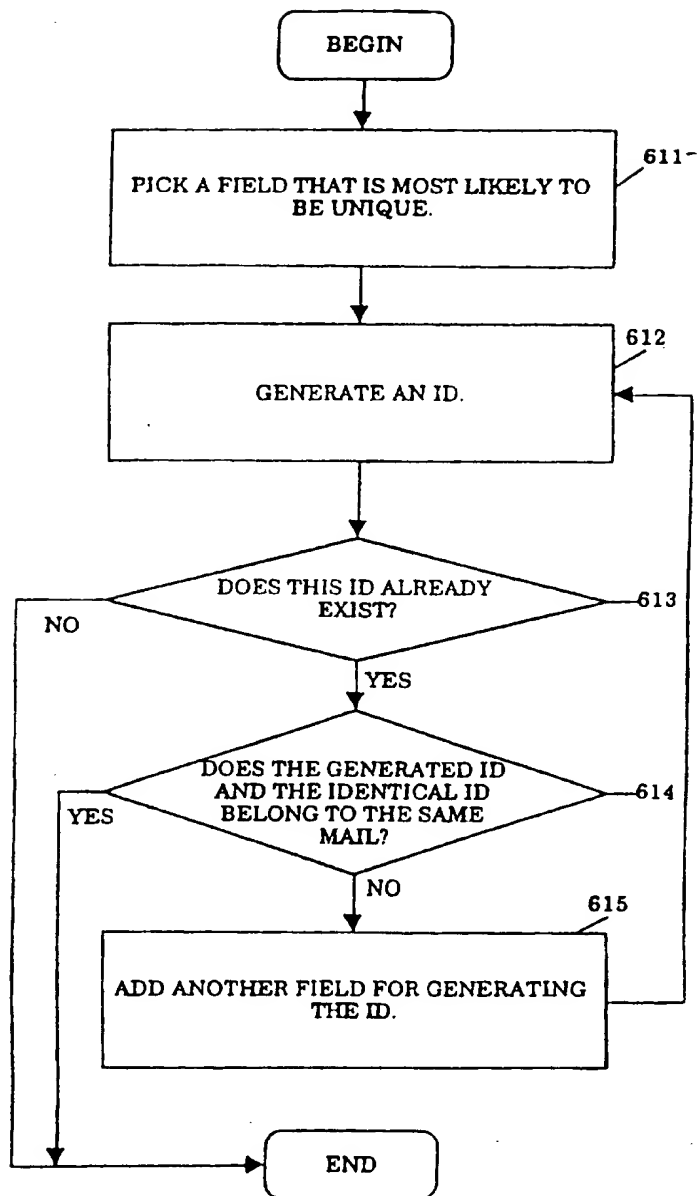 BEGIN
PICK A FIELD THAT IS MOST LIKELY TO
BE UNIQUE.
611
GENERATE AN ID.
612
DOES THIS ID ALREADY
EXIST?
613
NO
YES
DOES THE GENERATED ID
AND THE IDENTICAL ID
BELONG TO THE SAME
MAIL?
614
YES
NO
615
ADD ANOTHER FIELD FOR GENERATING
THE ID.
END